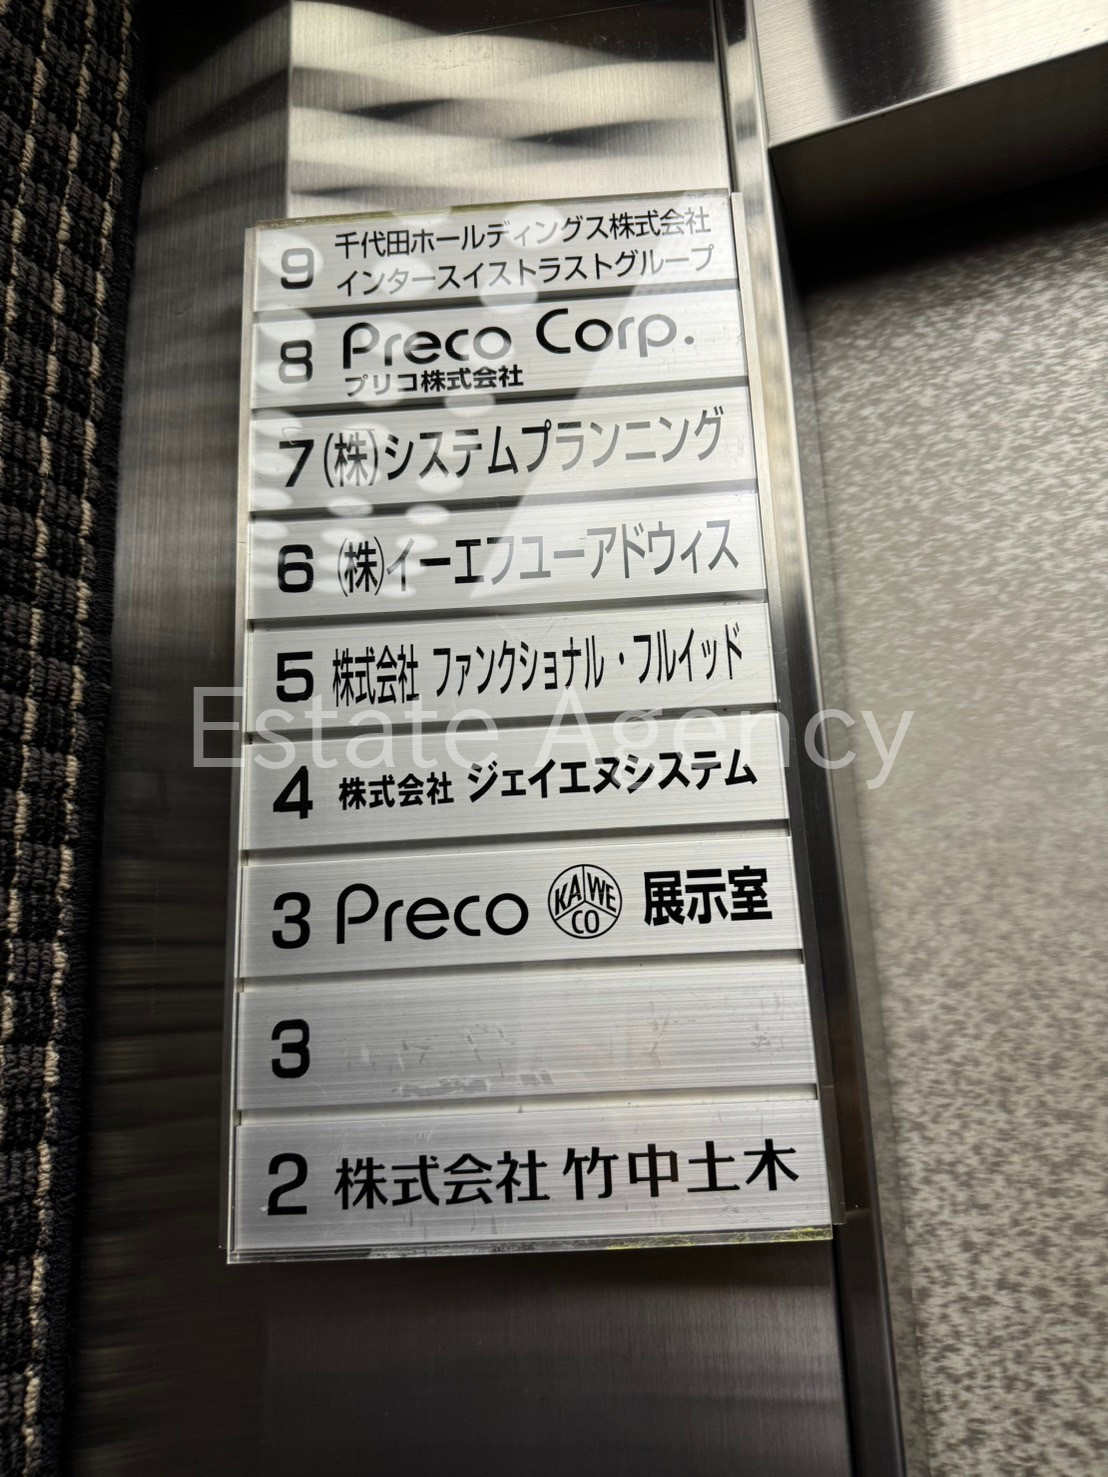 9 千代田ホールディングス株式会社
インタースイストラストグループ
8 Preco Corp.
プリコ株式会社
7 (株)システムプランニング
6 (株)イーエフユーアドウィス
5 株式会社 ファンクショナル・フルイッド
Estate Agency
4 株式会社 ジェイエヌシステム
3 Preco KAWECO 展示室
3
2 株式会社 竹中土木